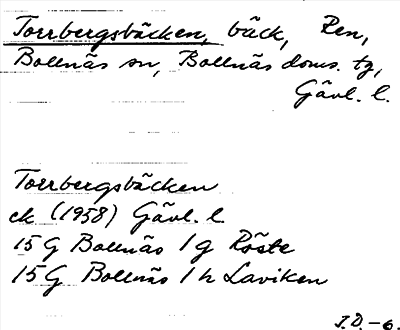 Torrbergsbäcken, bäck, Ren,
Bollnäs sn, Bollnäs doms. tg,
Gävl. l.
Torrbergsbäcken
ek (1958) Gävl. l.
15 G Bollnäs 1 g Röste
15 G Bollnäs 1 h Laviken
J.D. -6.